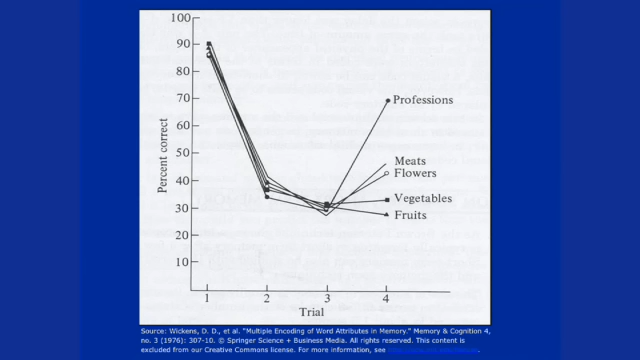 100
90
80
70
60
50
40
30
20
10
Percent correct
Professions
Meats
Flowers
Vegetables
Fruits
1 2 3 4
Trial
Source: Wickens, D. D., et al. "Multiple Encoding of Word Attributes in Memory." Memory & Cognition 4,
no. 3 (1976): 307-10. © Springer Science + Business Media. All rights reserved. This content is
excluded from our Creative Commons license. For more information, see